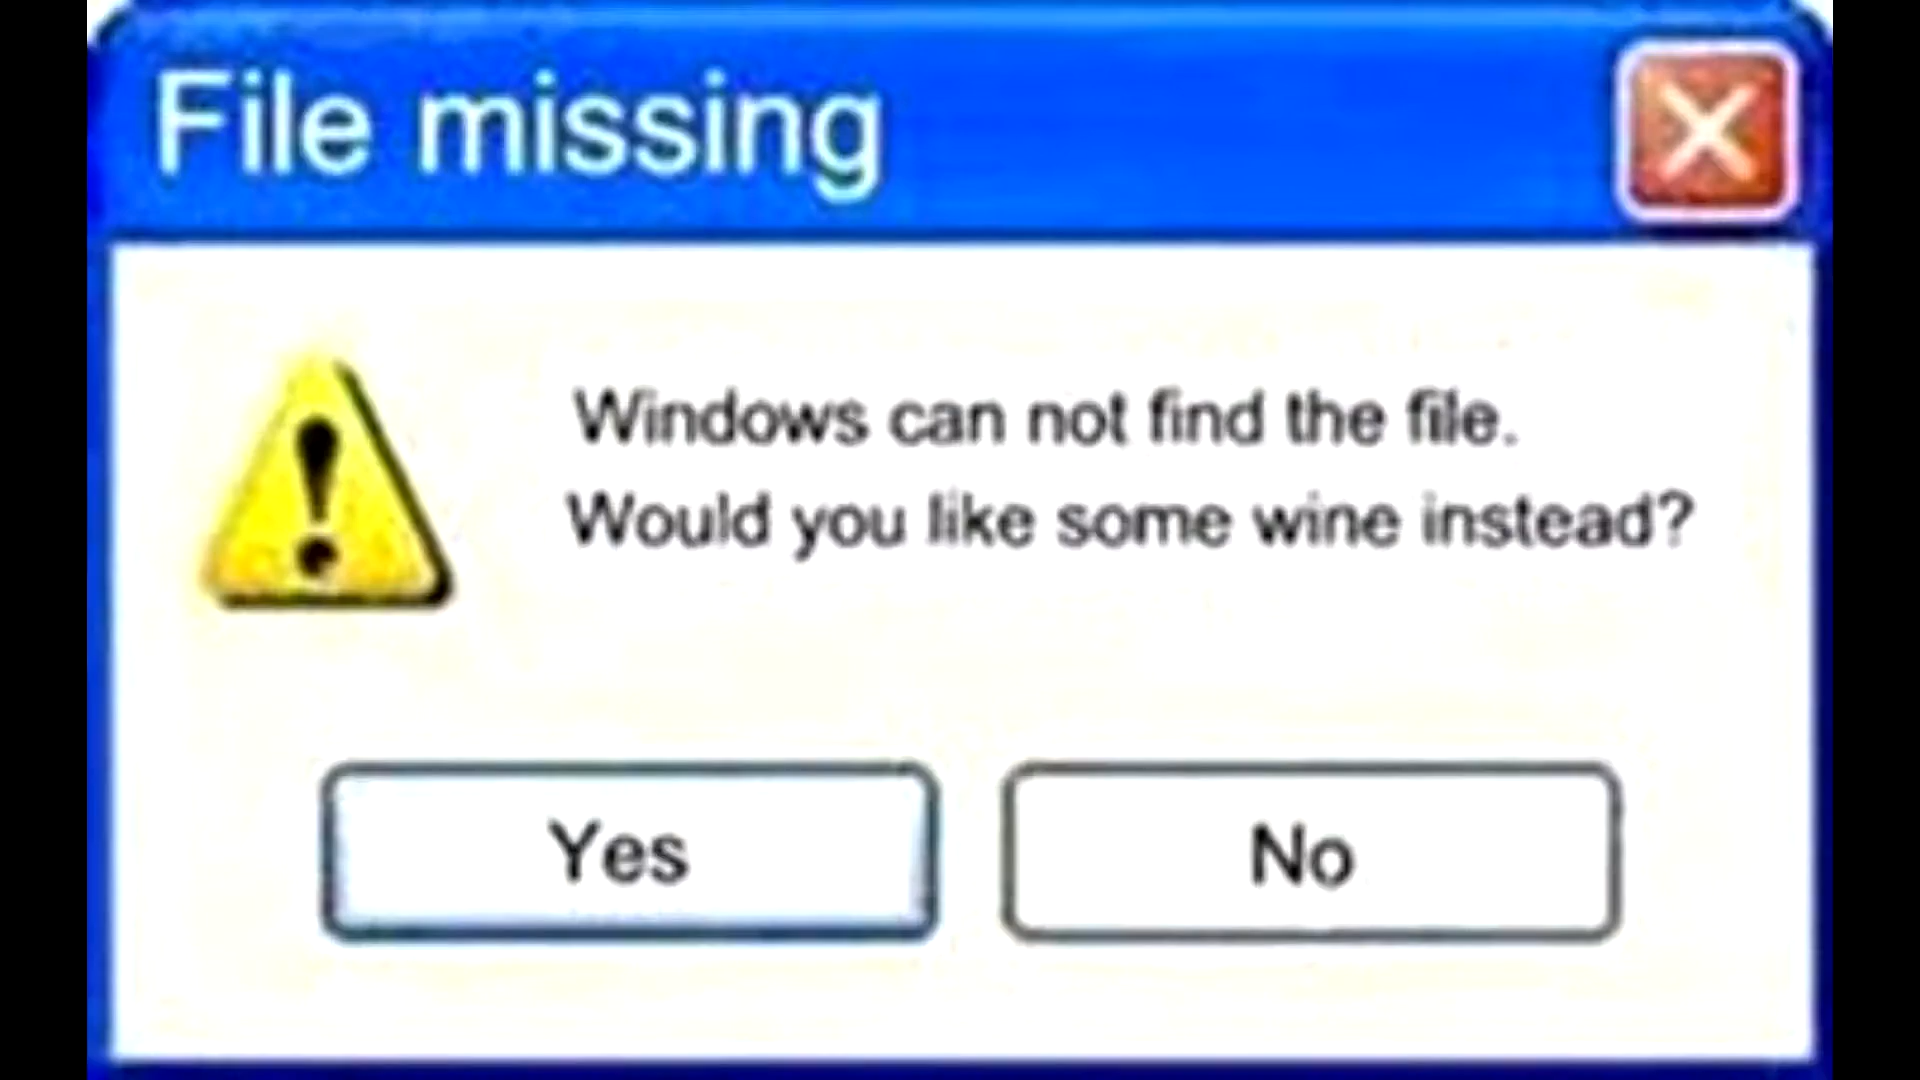 File missing
Windows can not find the file.
Would you like some wine instead?
Yes
No